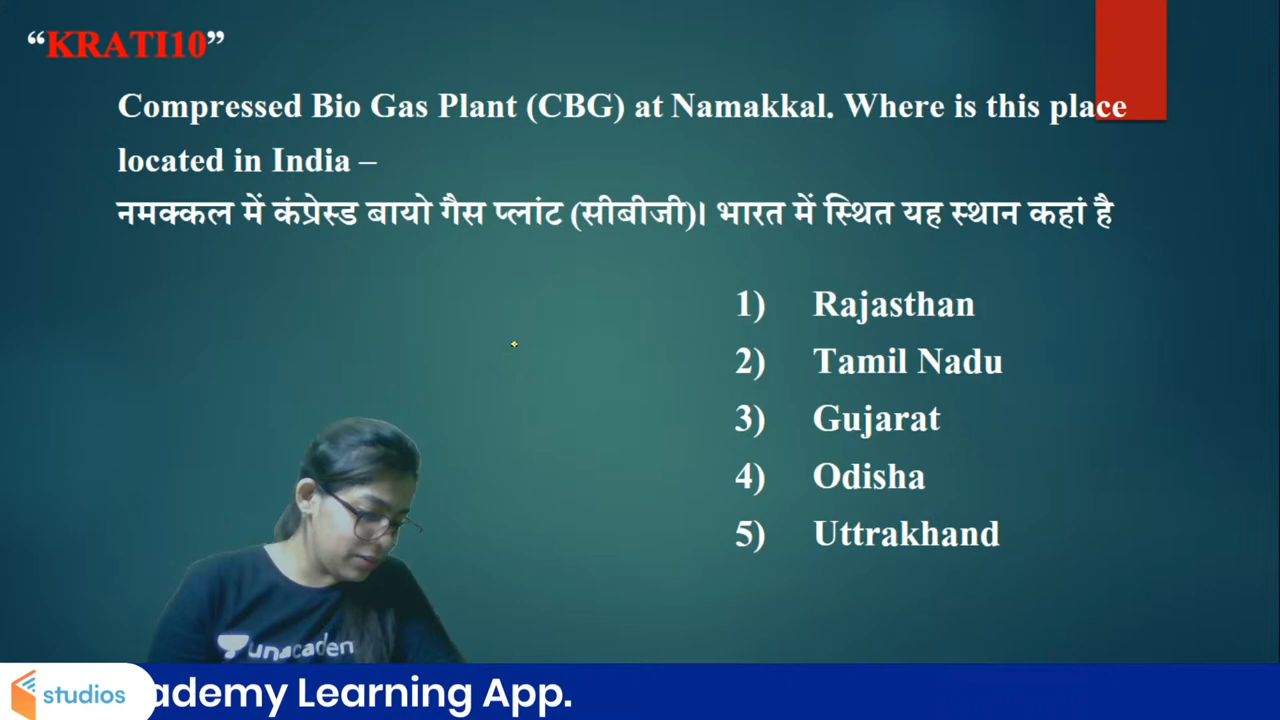 “KRATI10”
Compressed Bio Gas Plant (CBG) at Namakkal. Where is this place
located in India –
नमक्कल में कंप्रेस्ड बायो गैस प्लांट (सीबीजी)। भारत में स्थित यह स्थान कहां है
1) Rajasthan
2) Tamil Nadu
3) Gujarat
4) Odisha
5) Uttrakhand
unacaden
studios
ademy Learning App.